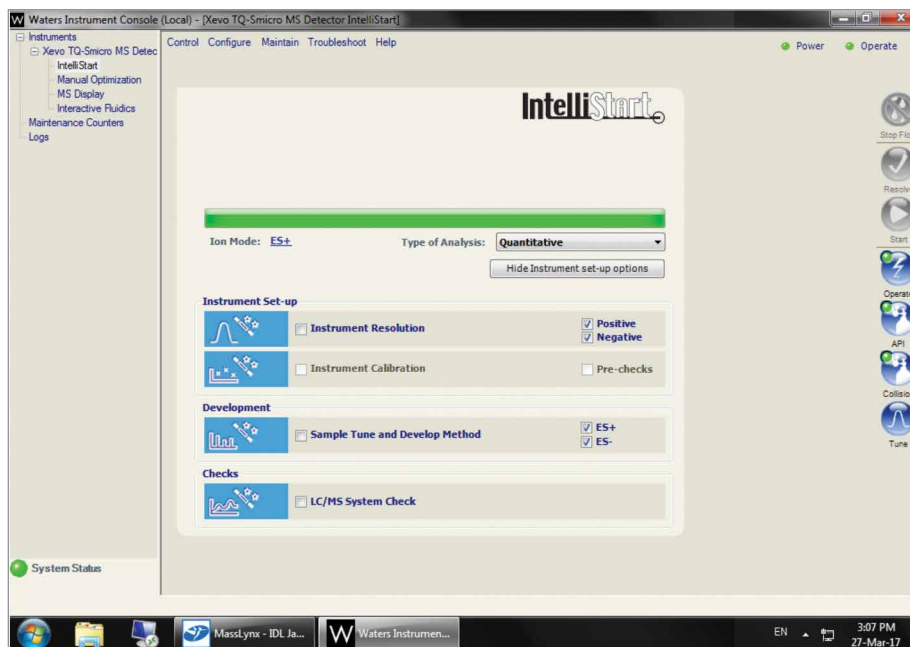 Waters Instrument Console (Local) - [Xevo TQ-Smicro MS Detector IntelliStart]
Instruments
Xevo TQ-Smicro MS Detec
IntelliStart
Manual Optimization
MS Display
Interactive Fluidics
Maintenance Counters
Logs
Control Configure Maintain Troubleshoot Help
Power Operate
IntelliStart
Stop Flo
Resolv
Start
Operate
API
Collisio
Tune
Ion Mode: ES+ Type of Analysis: Quantitative
Hide Instrument set-up options
Instrument Set-up
Instrument Resolution Positive
Negative
Instrument Calibration Pre-checks
Development
Sample Tune and Develop Method ES+
ES-
Checks
LC/MS System Check
System Status
MassLynx - IDL Ja...
W Waters Instrumen...
EN 3:07 PM
27-Mar-17